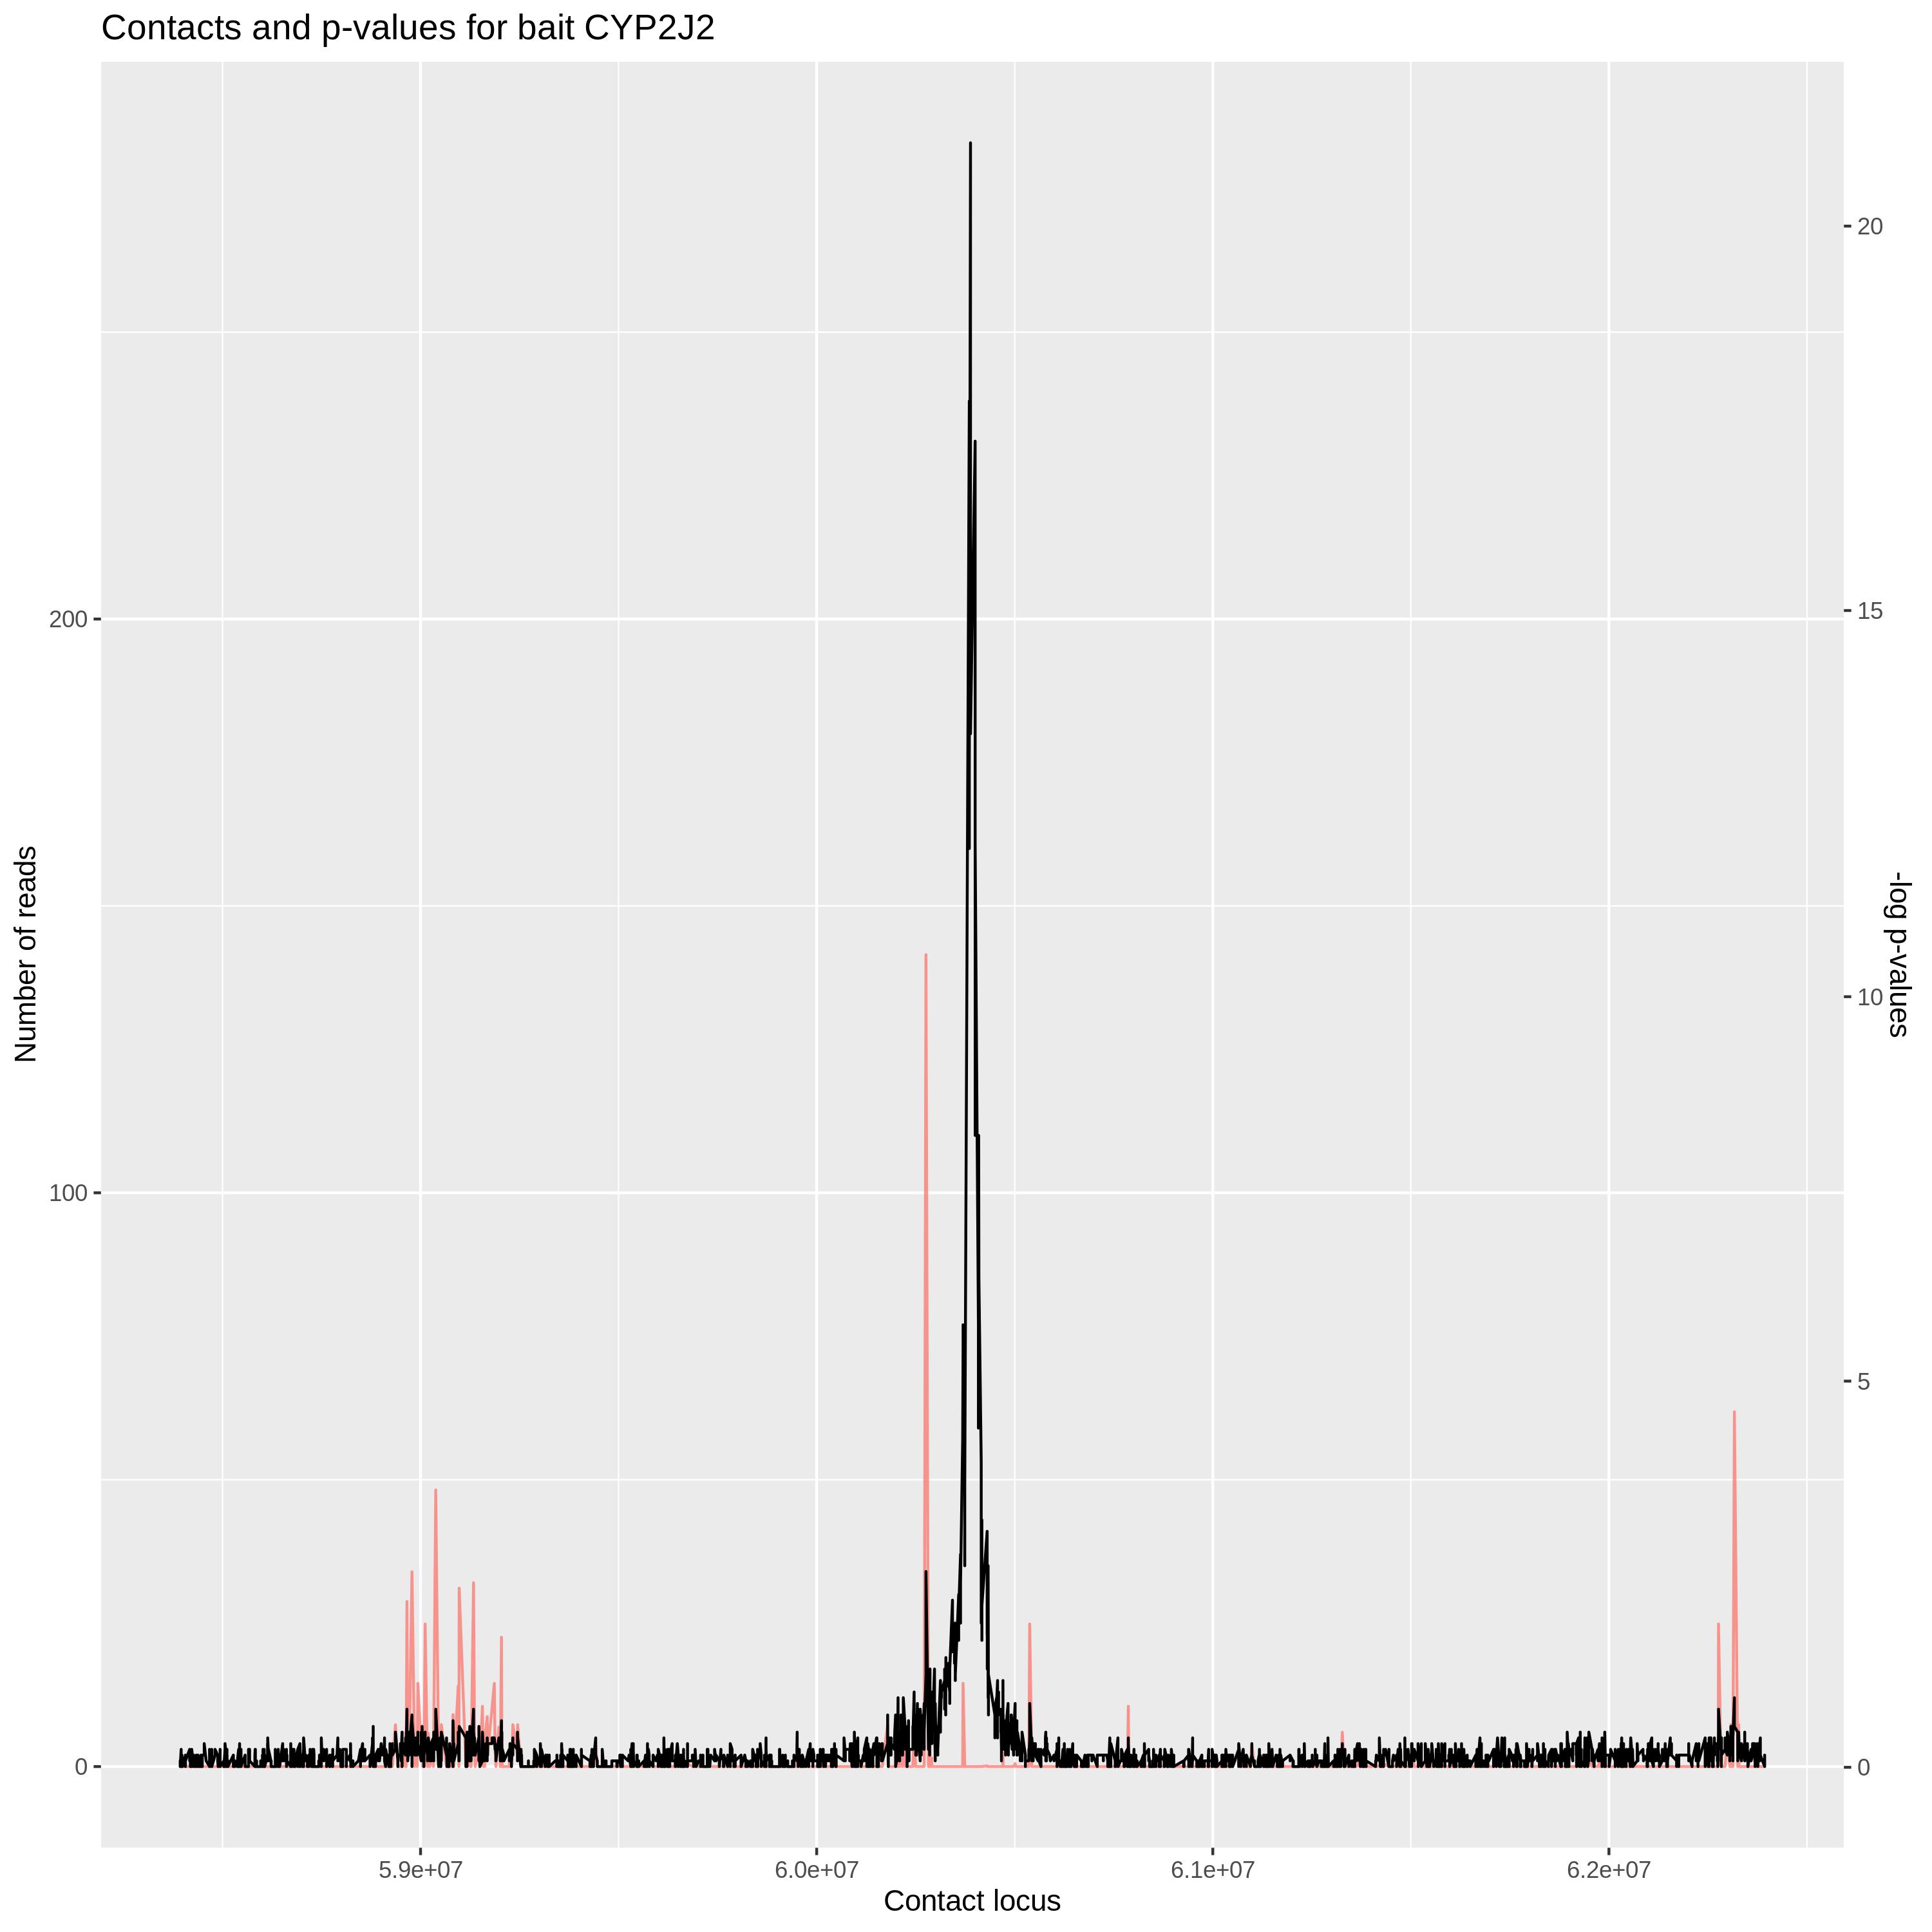 Contacts and p-values for bait CYP2J2
Number of reads
200
100
0
20
15
10
5
0
-log p-values
5.9e+07
6.0e+07
6.1e+07
6.2e+07
Contact locus